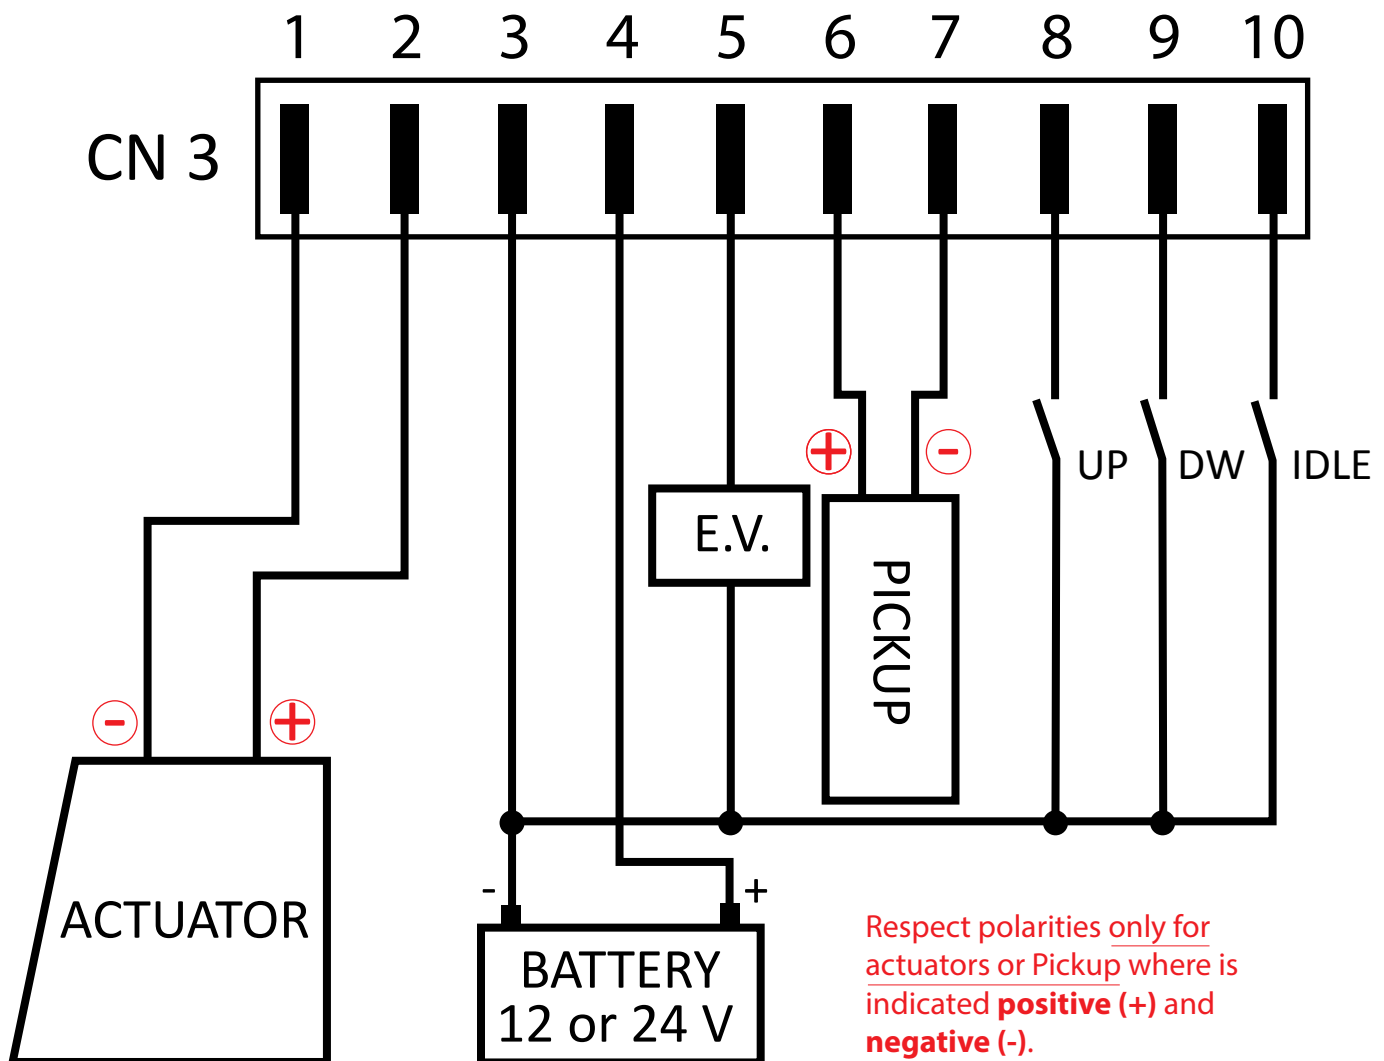 1 2 3 4 5 6 7 8 9 10
CN 3
+ -
UP DW IDLE
E.V.
PICKUP
- +
ACTUATOR
- +
BATTERY
12 or 24 V
Respect polarities only for
actuators or Pickup where is
indicated positive (+) and
negative (-).